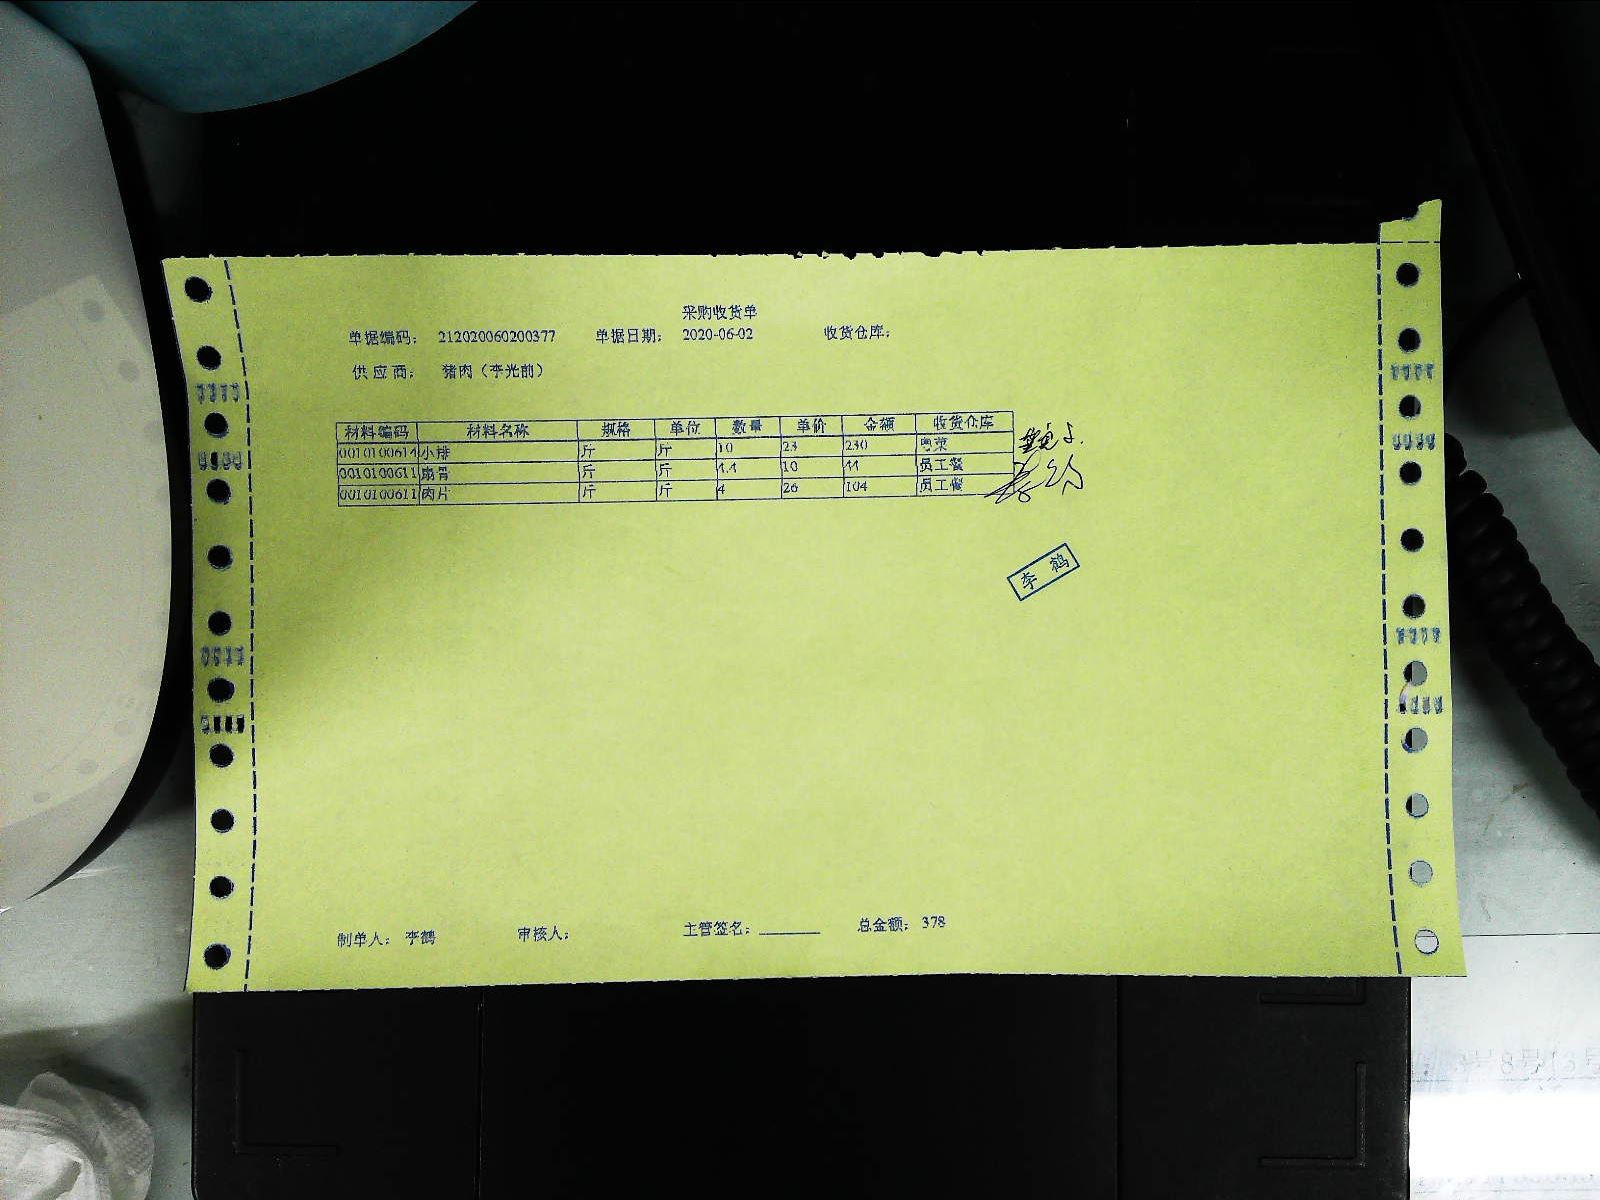 采购收货单
单据编码： 212020060200377 单据日期： 2020-06-02 收货仓库：
供应商： 猪肉（李光前）
材料编码 材料名称 规格 单位 数量 单价 金额 收货仓库
0010100614 小排 斤 斤 10 23 230 粤菜
0010100611 扇骨 斤 斤 4.4 10 44 员工餐
0010100611 肉片 斤 斤 4 26 104 员工餐
李鹤
制单人： 李鹤 审核人： 主管签名： 总金额： 378